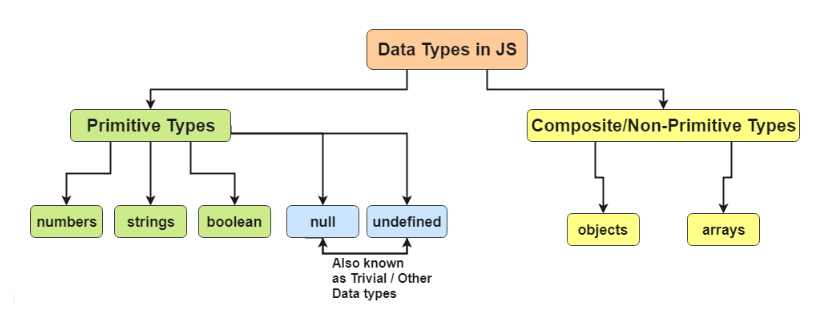 Data Types in JS
Primitive Types
Composite/Non-Primitive Types
numbers
strings
boolean
null
undefined
objects
arrays
Also known
as Trivial / Other
Data types